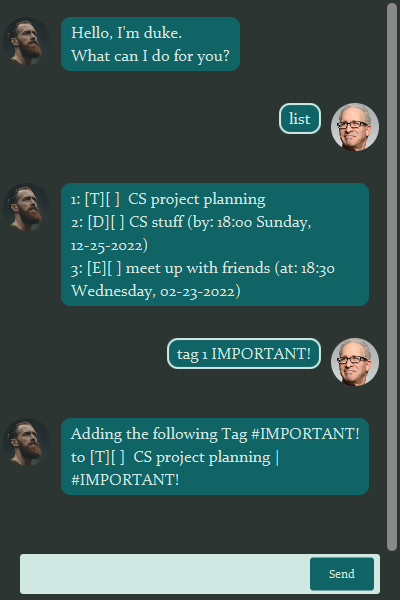 Hello, I'm duke.
What can I do for you?
list
1: [T][ ]  CS project planning
2: [D][ ] CS stuff (by: 18:00 Sunday,
12-25-2022)
3: [E][ ] meet up with friends (at: 18:30
Wednesday, 02-23-2022)
tag 1 IMPORTANT!
Adding the following Tag #IMPORTANT!
to [T][ ]  CS project planning |
#IMPORTANT!
Send